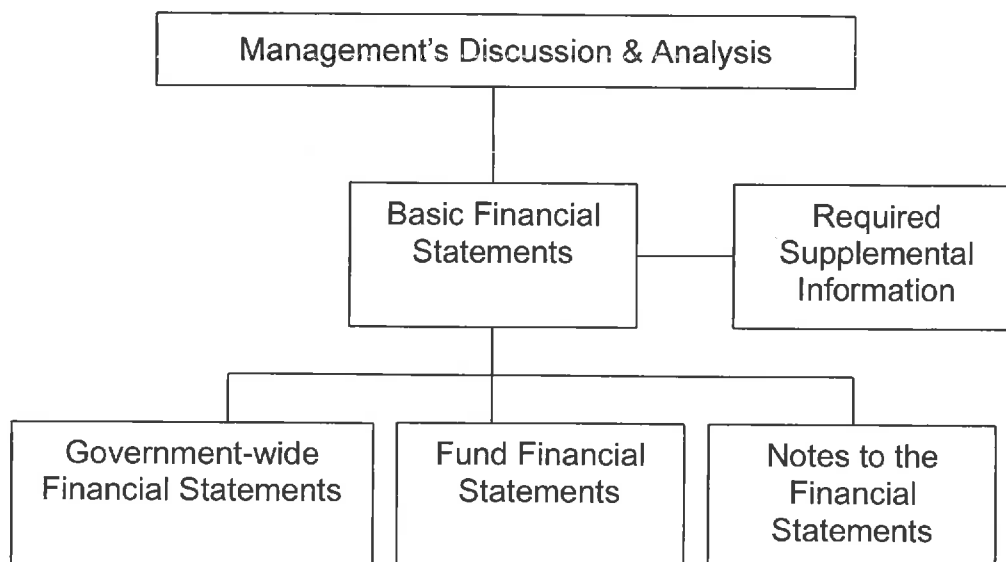 Management's Discussion & Analysis
Basic Financial
Statements
Required
Supplemental
Information
Government-wide
Financial Statements
Fund Financial
Statements
Notes to the
Financial
Statements